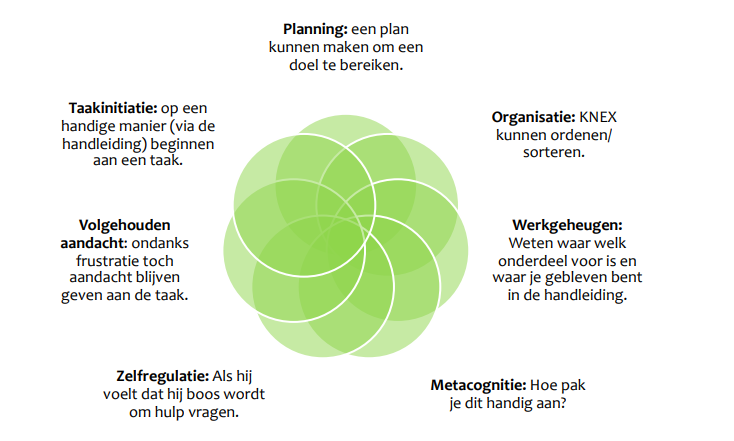 Planning: een plan
kunnen maken om een
doel te bereiken.
Taakinitiatie: op een
handige manier (via de
handleiding) beginnen
aan een taak.
Organisatie: KNEX
kunnen ordenen/
sorteren.
Volgehouden
aandacht: ondanks
frustratie toch
aandacht blijven
geven aan de taak.
Werkgeheugen:
Weten waar welk
onderdeel voor is en
waar je gebleven bent
in de handleiding.
Zelfregulatie: Als hij
voelt dat hij boos wordt
om hulp vragen.
Metacognitie: Hoe pak
je dit handig aan?